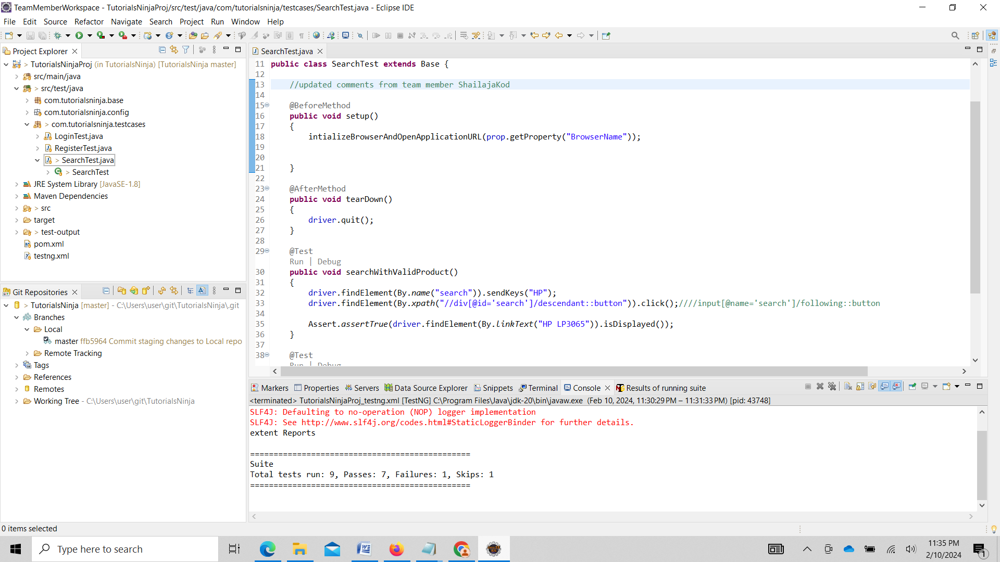 TeamMemberWorkspace - TutorialsNinjaProj/src/test/java/com/tutorialsninja/testcases/SearchTest.java - Eclipse IDE
File Edit Source Refactor Navigate Search Project Run Window Help
Project Explorer
> TutorialsNinjaProj (in TutorialsNinja) [TutorialsNinja master]
src/main/java
> src/test/java
com.tutorialsninja.base
com.tutorialsninja.config
> com.tutorialsninja.testcases
LoginTest.java
RegisterTest.java
> SearchTest.java
> SearchTest
JRE System Library [JavaSE-1.8]
Maven Dependencies
> src
target
> test-output
pom.xml
testng.xml
Git Repositories
> TutorialsNinja [master] - C:\Users\user\git\TutorialsNinja\.git
Branches
Local
master ffb5964 Commit staging changes to Local repo
Remote Tracking
Tags
References
Remotes
Working Tree - C:\Users\user\git\TutorialsNinja
SearchTest.java
11 public class SearchTest extends Base {
12
13 //updated comments from team member ShailajaKod
14
15 @BeforeMethod
16 public void setup()
17 {
18 intializeBrowserAndOpenApplicationURL(prop.getProperty("BrowserName"));
19
20
21 }
22
23 @AfterMethod
24 public void tearDown()
25 {
26 driver.quit();
27 }
28
29 @Test
Run | Debug
30 public void searchWithValidProduct()
31 {
32 driver.findElement(By.name("search")).sendKeys("HP");
33 driver.findElement(By.xpath("//div[@id='search']/descendant::button")).click();////input[@name='search']/following::button
34
35 Assert.assertTrue(driver.findElement(By.linkText("HP LP3065")).isDisplayed());
36 }
37
38 @Test
Run | Debug
Markers Properties Servers Data Source Explorer Snippets Terminal Console Results of running suite
<terminated> TutorialsNinjaProj_testng.xml [TestNG] C:\Program Files\Java\jdk-20\bin\javaw.exe (Feb 10, 2024, 11:30:29 PM – 11:31:33 PM) [pid: 43748]
SLF4J: Defaulting to no-operation (NOP) logger implementation
SLF4J: See http://www.slf4j.org/codes.html#StaticLoggerBinder for further details.
extent Reports
===============================================
Suite
Total tests run: 9, Passes: 7, Failures: 1, Skips: 1
===============================================
0 items selected
Type here to search
11:35 PM
2/10/2024
1